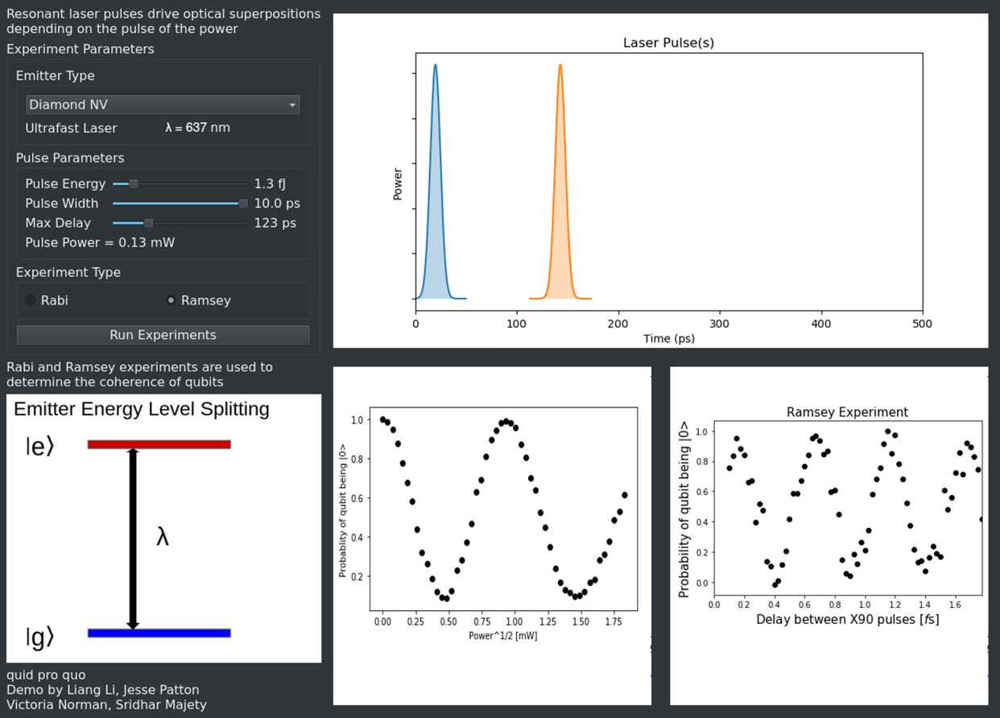 Resonant laser pulses drive optical superpositions
depending on the pulse of the power
Experiment Parameters
Emitter Type
Diamond NV
Ultrafast Laser λ = 637 nm
Pulse Parameters
Pulse Energy 1.3 fJ
Pulse Width 10.0 ps
Max Delay 123 ps
Pulse Power = 0.13 mW
Experiment Type
Rabi Ramsey
Run Experiments
Rabi and Ramsey experiments are used to
determine the coherence of qubits
Emitter Energy Level Splitting
|e⟩
λ
|g⟩
quid pro quo
Demo by Liang Li, Jesse Patton
Victoria Norman, Sridhar Majety
Laser Pulse(s)
Power
0 100 200 300 400 500
Time (ps)
Probablity of qubit being |0>
1.0
0.8
0.6
0.4
0.2
0.00 0.25 0.50 0.75 1.00 1.25 1.50 1.75
Power^1/2 [mW]
Ramsey Experiment
Probability of qubit being |0>
1.0
0.8
0.6
0.4
0.2
0.0
0.0 0.2 0.4 0.6 0.8 1.0 1.2 1.4 1.6
Delay between X90 pulses [fs]